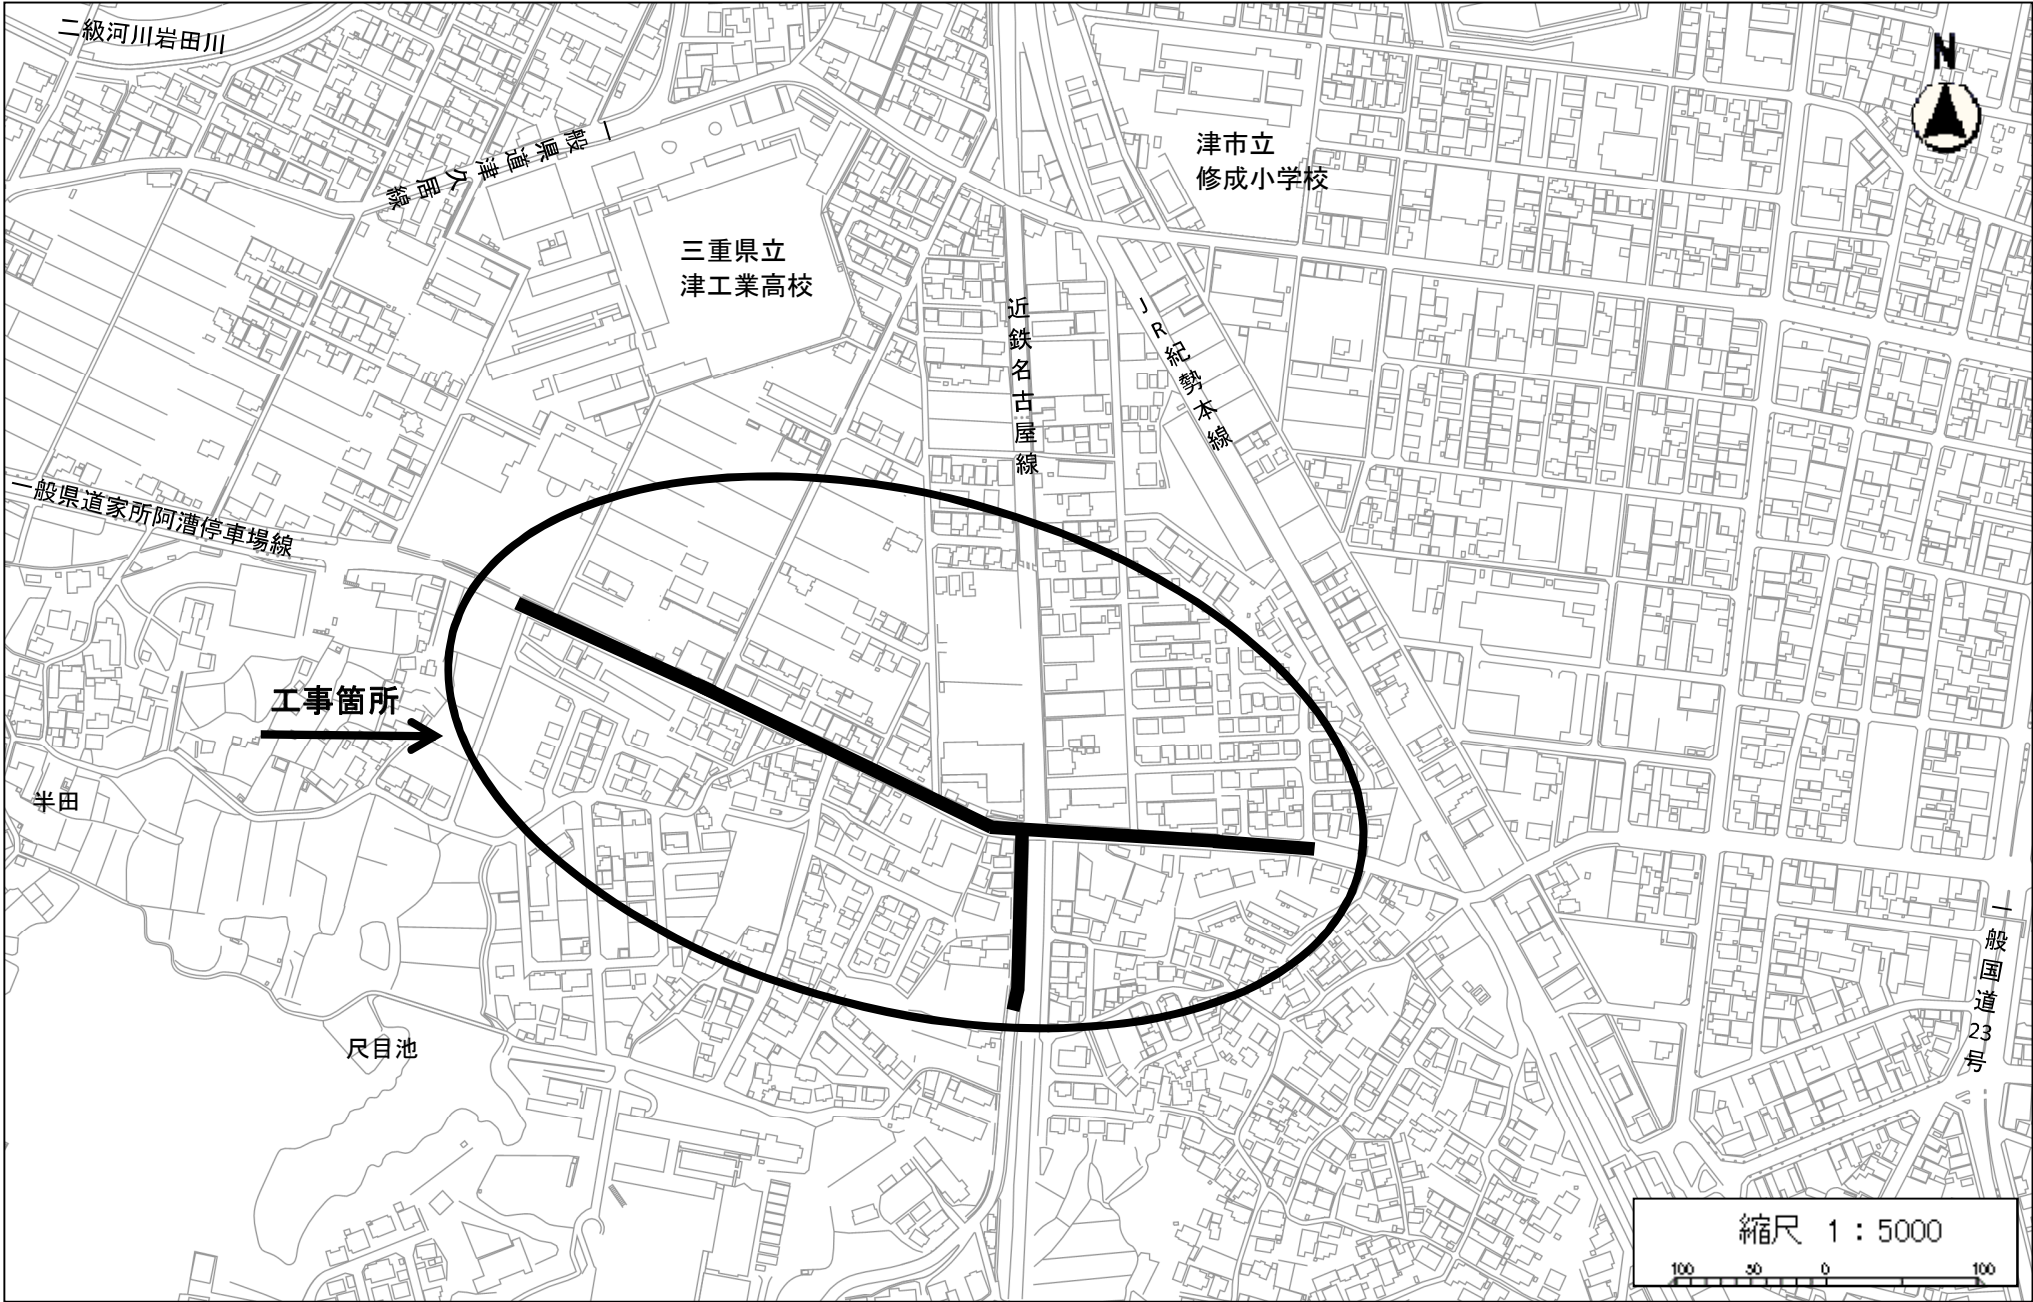 二級河川岩田川
N
一般県道津久居線
津市立
修成小学校
三重県立
津工業高校
近鉄名古屋線
JR紀勢本線
一般県道家所阿漕停車場線
工事箇所
半田
尺目池
一般国道23号
縮尺 1:5000
100 50 0 100